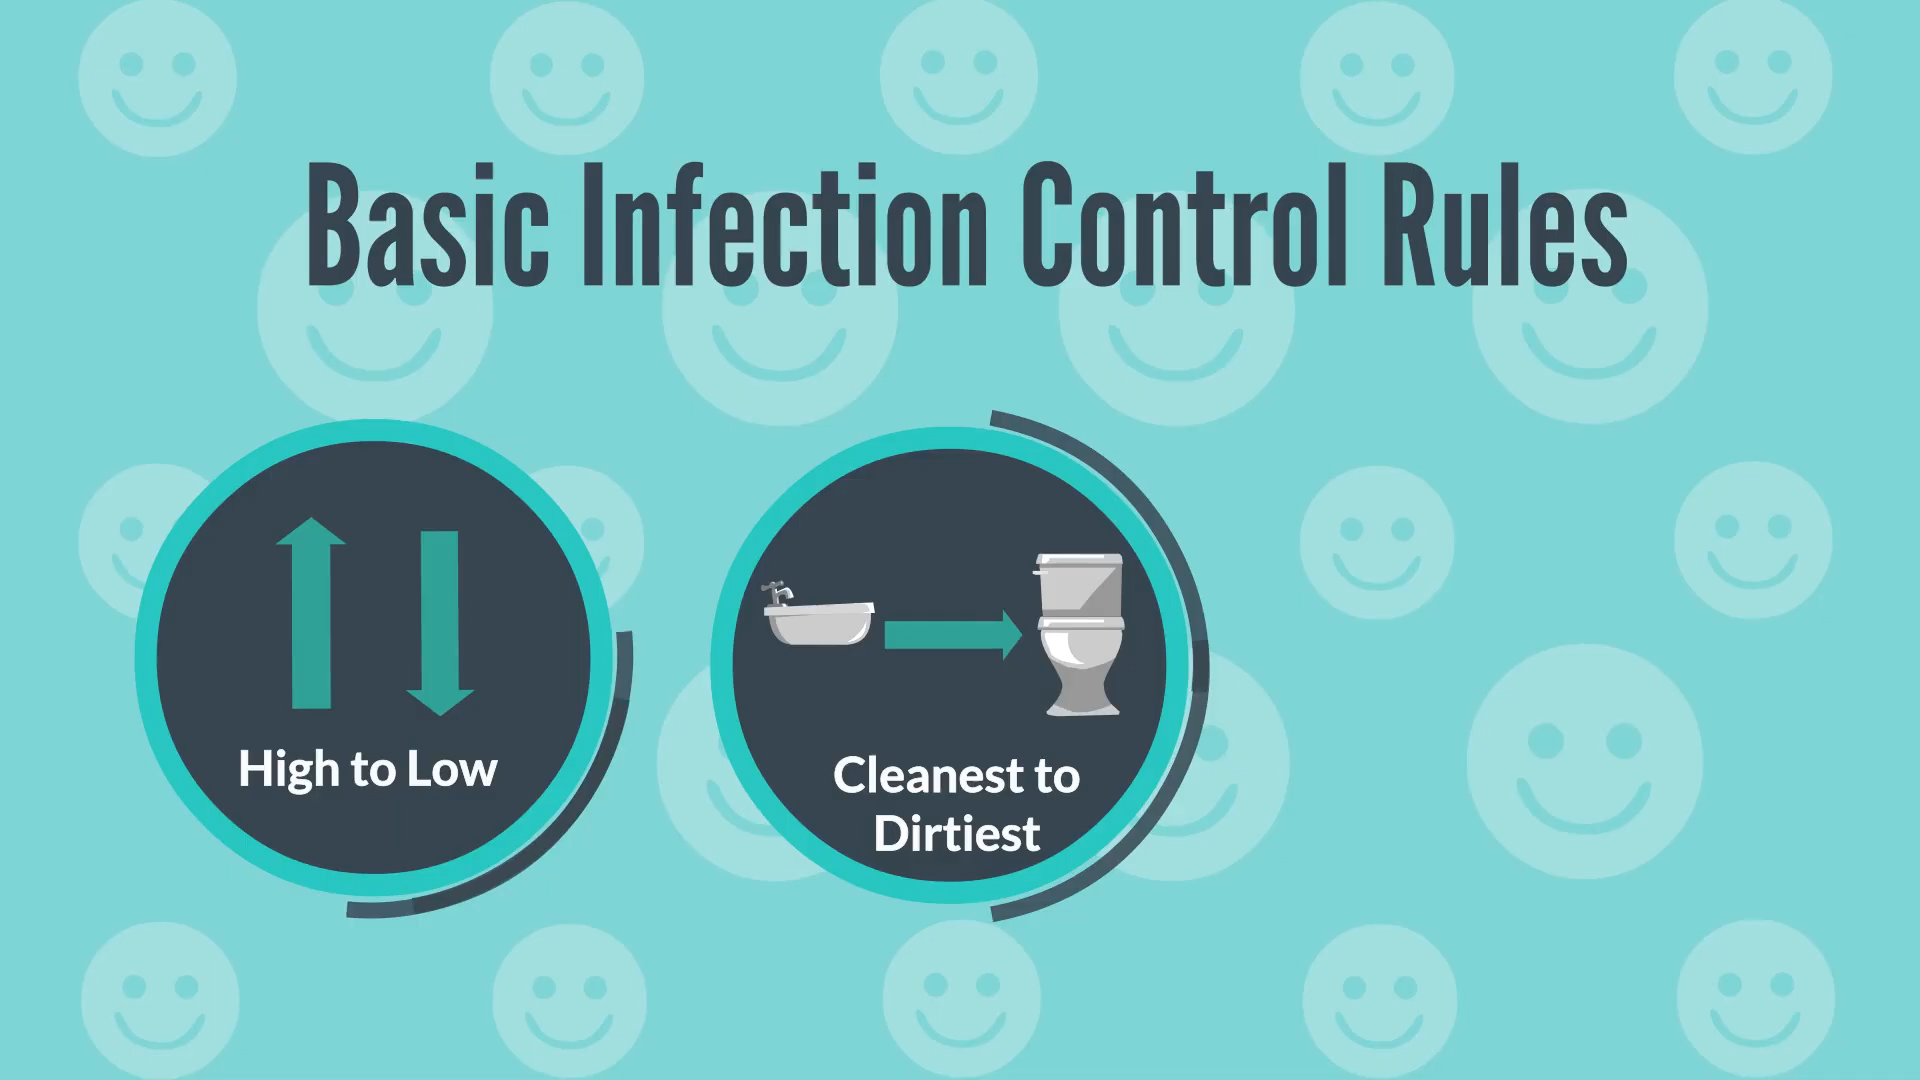 Basic Infection Control Rules
High to Low
Cleanest to
Dirtiest